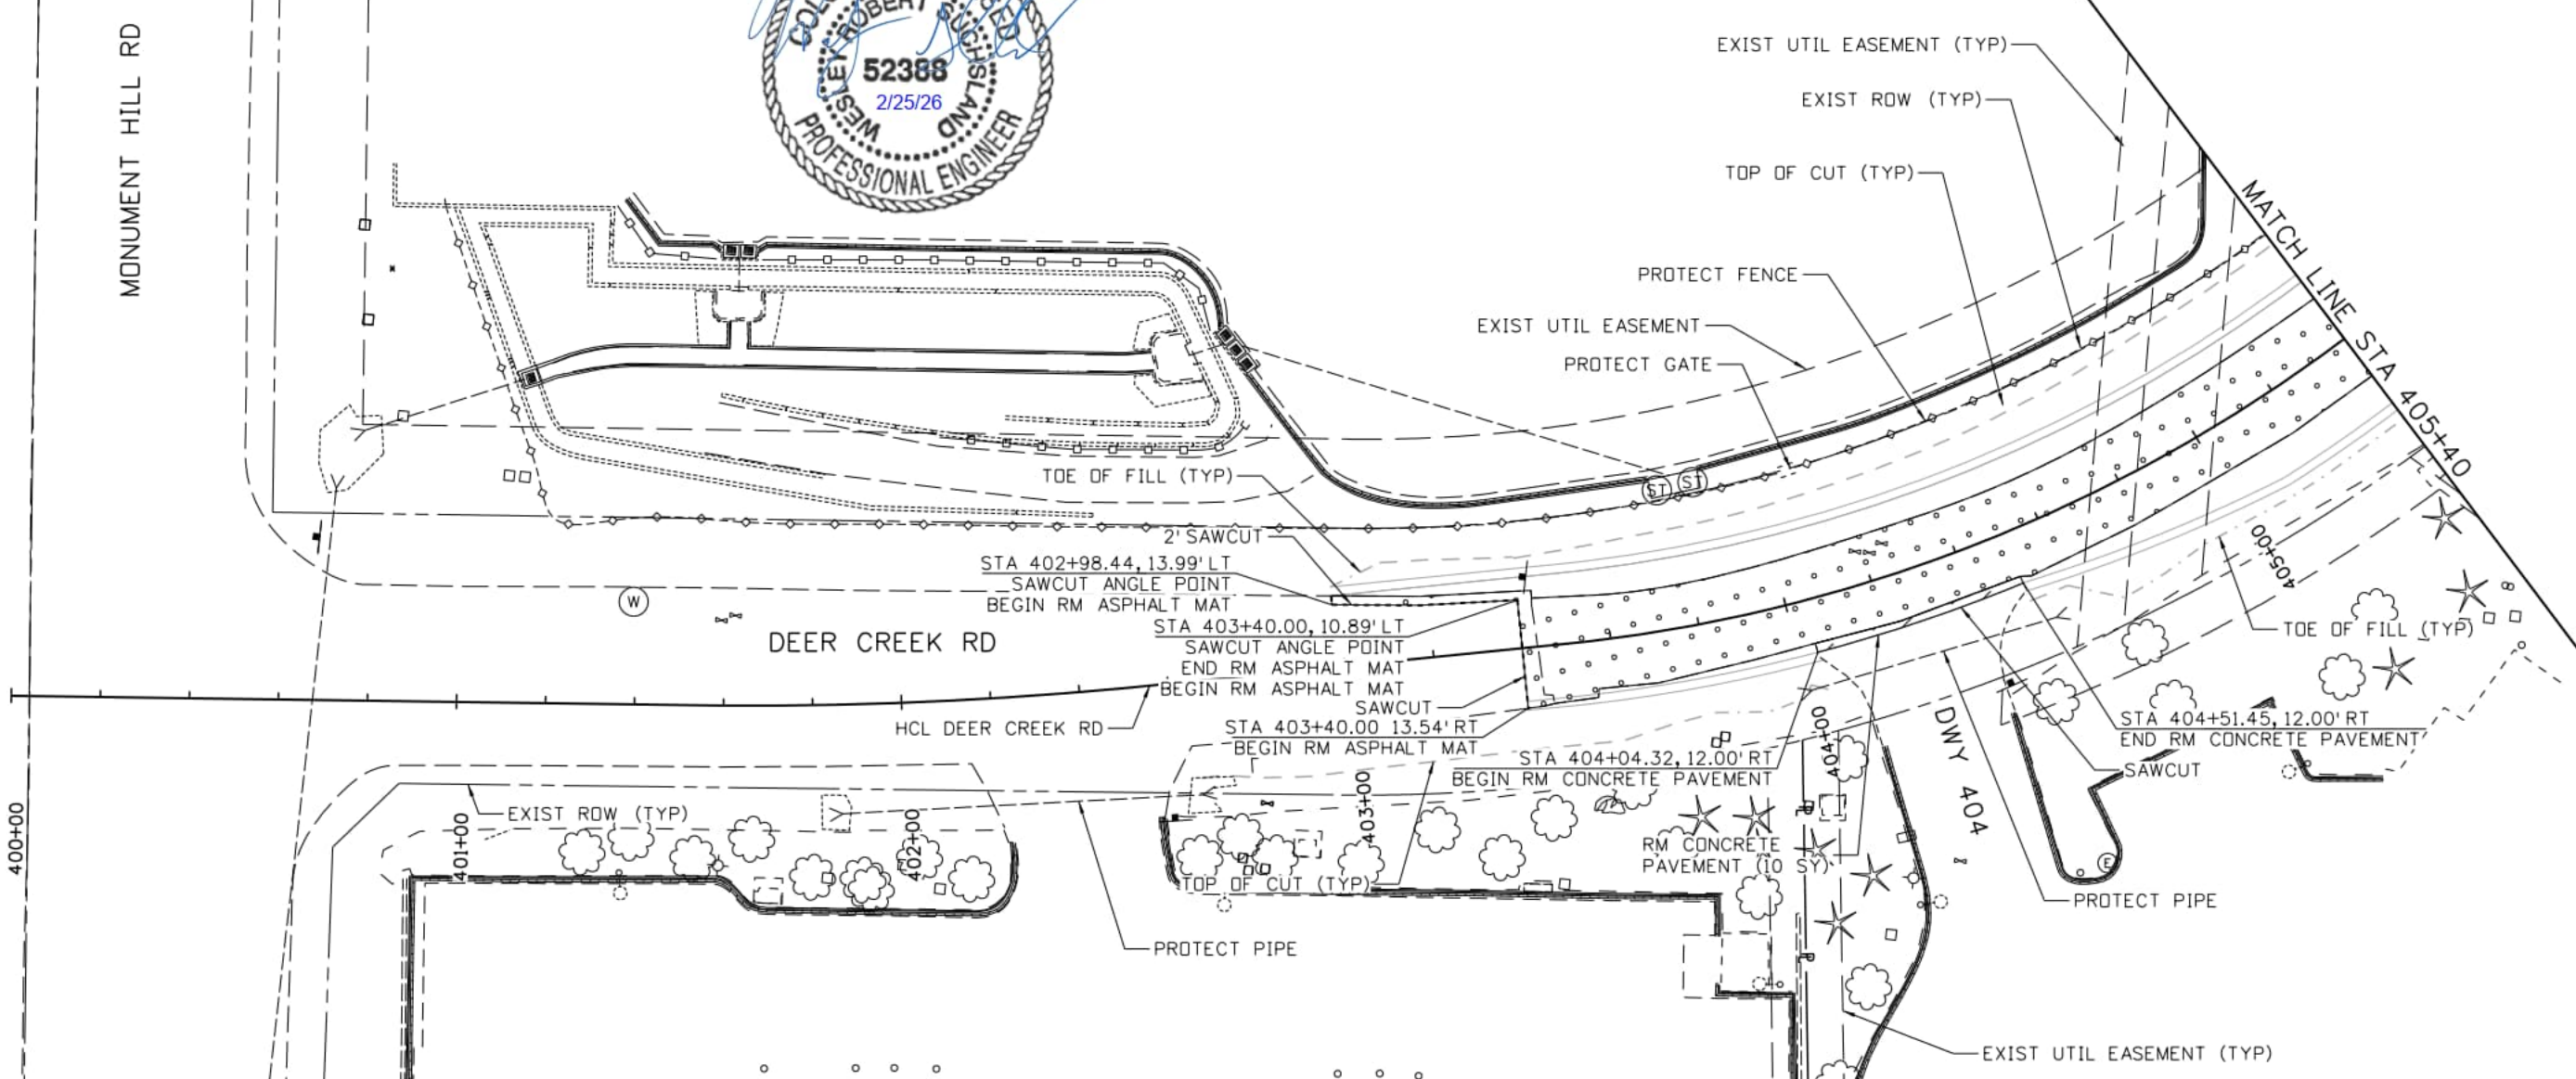 MONUMENT HILL RD
WESLEY ROBERT SUCHSLAND
52388
2/25/26
PROFESSIONAL ENGINEER
EXIST UTIL EASEMENT (TYP)
EXIST ROW (TYP)
TOP OF CUT (TYP)
PROTECT FENCE
EXIST UTIL EASEMENT
PROTECT GATE
MATCH LINE STA 405+40
ST
ST
TOE OF FILL (TYP)
2' SAWCUT
STA 402+98.44, 13.99' LT
SAWCUT ANGLE POINT
BEGIN RM ASPHALT MAT
W
DEER CREEK RD
STA 403+40.00, 10.89' LT
SAWCUT ANGLE POINT
END RM ASPHALT MAT
BEGIN RM ASPHALT MAT
SAWCUT
HCL DEER CREEK RD
STA 403+40.00 13.54' RT
BEGIN RM ASPHALT MAT
STA 404+04.32, 12.00' RT
BEGIN RM CONCRETE PAVEMENT
405+00
TOE OF FILL (TYP)
STA 404+51.45, 12.00' RT
END RM CONCRETE PAVEMENT
SAWCUT
DWY 404
404+00
403+00
402+00
401+00
400+00
EXIST ROW (TYP)
RM CONCRETE
PAVEMENT (10 SY)
TOP OF CUT (TYP)
E
PROTECT PIPE
PROTECT PIPE
EXIST UTIL EASEMENT (TYP)